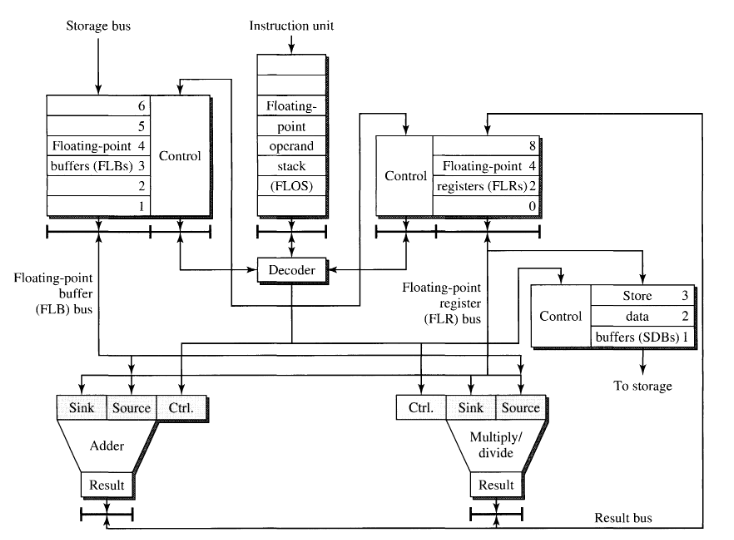 Storage bus
Instruction unit
6
5
Floating-point 4
buffers (FLBs) 3
2
1
Control
Floating-
point
operand
stack
(FLOS)
Control
8
Floating-point 4
registers (FLRs) 2
0
Decoder
Floating-point
buffer
(FLB) bus
Floating-point
register
(FLR) bus
Control
Store 3
data 2
buffers (SDBs) 1
To storage
Sink Source Ctrl.
Adder
Result
Ctrl. Sink Source
Multiply/
divide
Result
Result bus